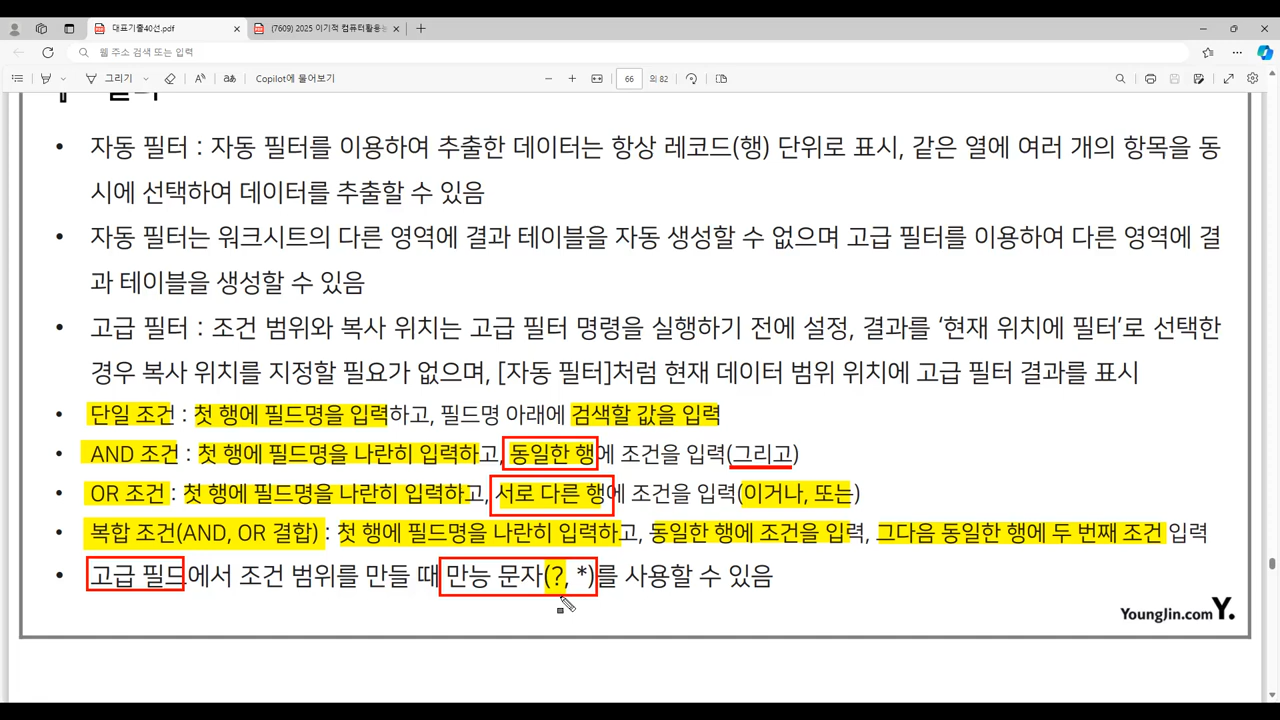 대표기출40선.pdf
(7609) 2025 이기적 컴퓨터활용능
웹 주소 검색 또는 입력
그리기
가あ
Copilot에 물어보기
66
외 82
• 자동 필터 : 자동 필터를 이용하여 추출한 데이터는 항상 레코드(행) 단위로 표시, 같은 열에 여러 개의 항목을 동
시에 선택하여 데이터를 추출할 수 있음
• 자동 필터는 워크시트의 다른 영역에 결과 테이블을 자동 생성할 수 없으며 고급 필터를 이용하여 다른 영역에 결
과 테이블을 생성할 수 있음
• 고급 필터 : 조건 범위와 복사 위치는 고급 필터 명령을 실행하기 전에 설정, 결과를 ‘현재 위치에 필터’로 선택한
경우 복사 위치를 지정할 필요가 없으며, [자동 필터]처럼 현재 데이터 범위 위치에 고급 필터 결과를 표시
• 단일 조건 : 첫 행에 필드명을 입력하고, 필드명 아래에 검색할 값을 입력
• AND 조건 : 첫 행에 필드명을 나란히 입력하고, 동일한 행에 조건을 입력(그리고)
• OR 조건 : 첫 행에 필드명을 나란히 입력하고, 서로 다른 행에 조건을 입력(이거나, 또는)
• 복합 조건(AND, OR 결합) : 첫 행에 필드명을 나란히 입력하고, 동일한 행에 조건을 입력, 그다음 동일한 행에 두 번째 조건 입력
• 고급 필드에서 조건 범위를 만들 때 만능 문자(?, *)를 사용할 수 있음
YoungJin.com Y.